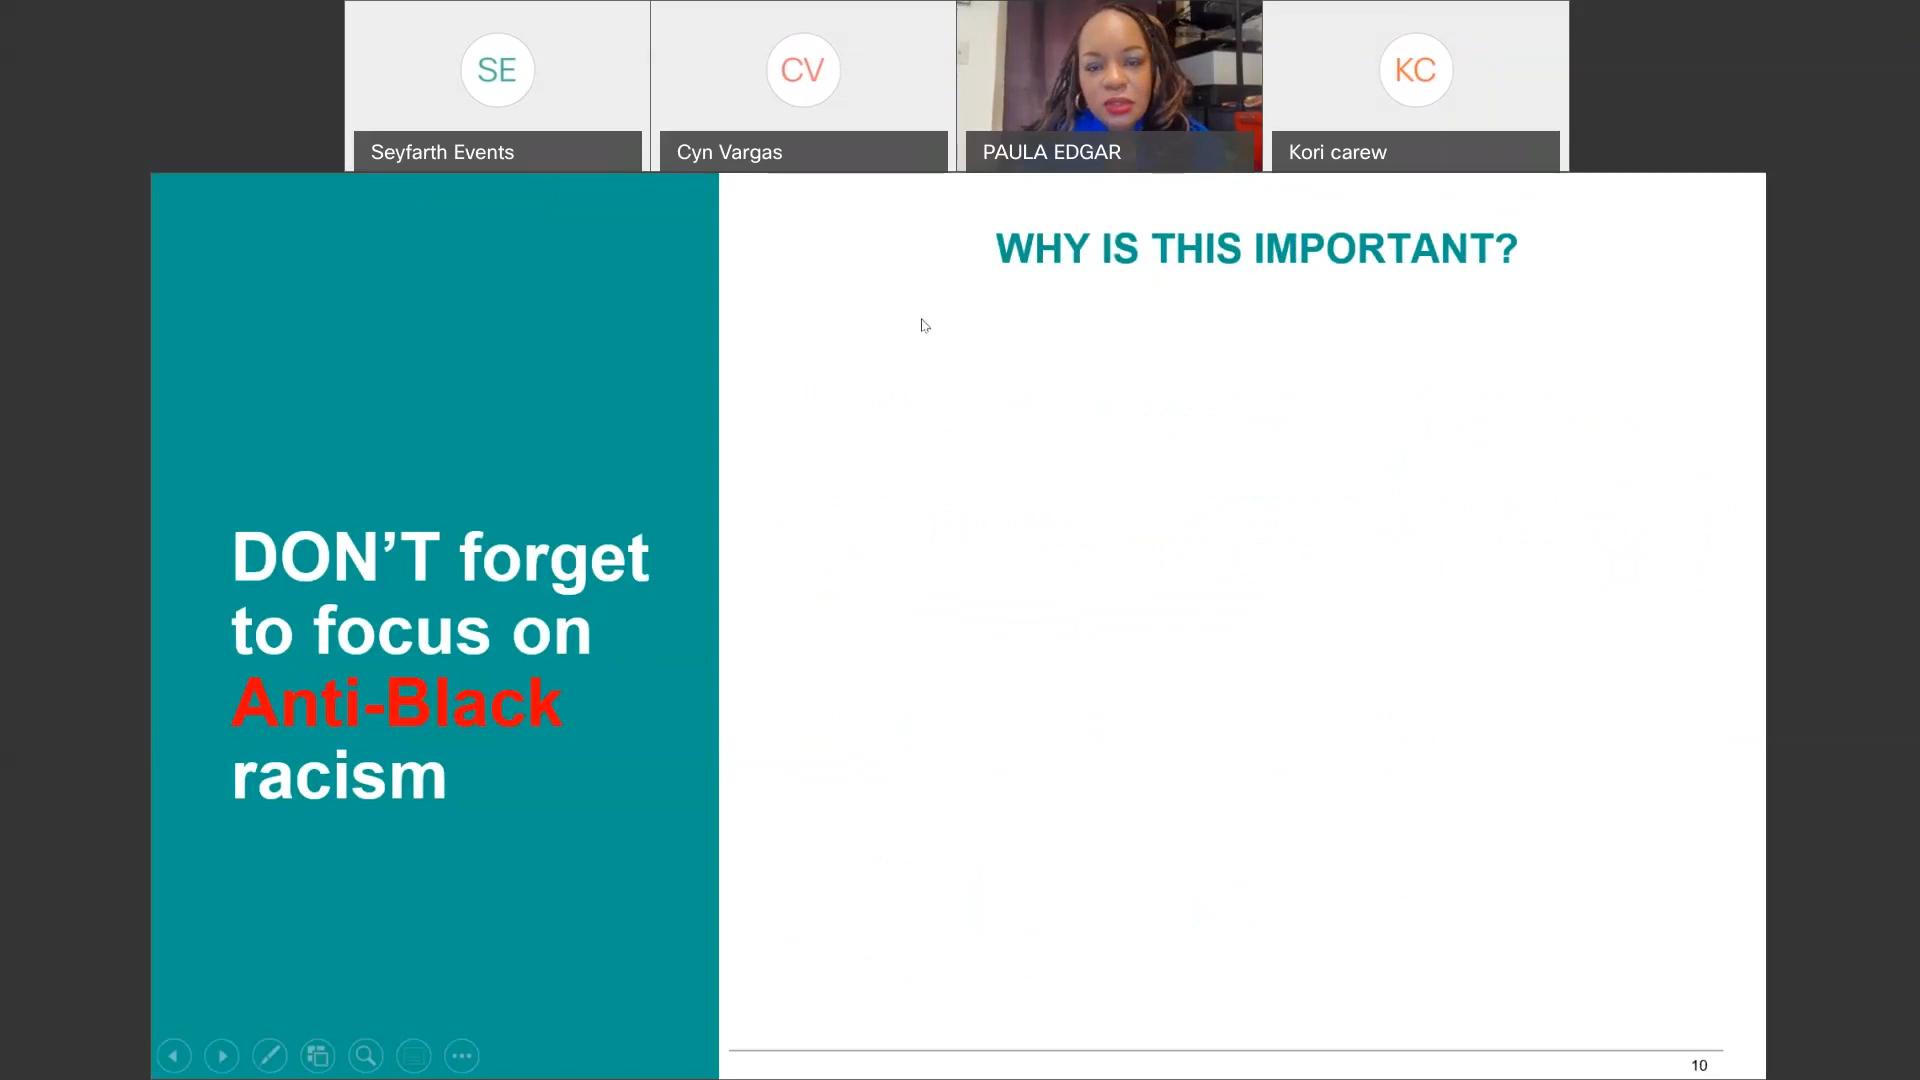 SE
CV
KC
Seyfarth Events
Cyn Vargas
PAULA EDGAR
Kori carew
WHY IS THIS IMPORTANT?
DON’T forget
to focus on
Anti-Black
racism
10